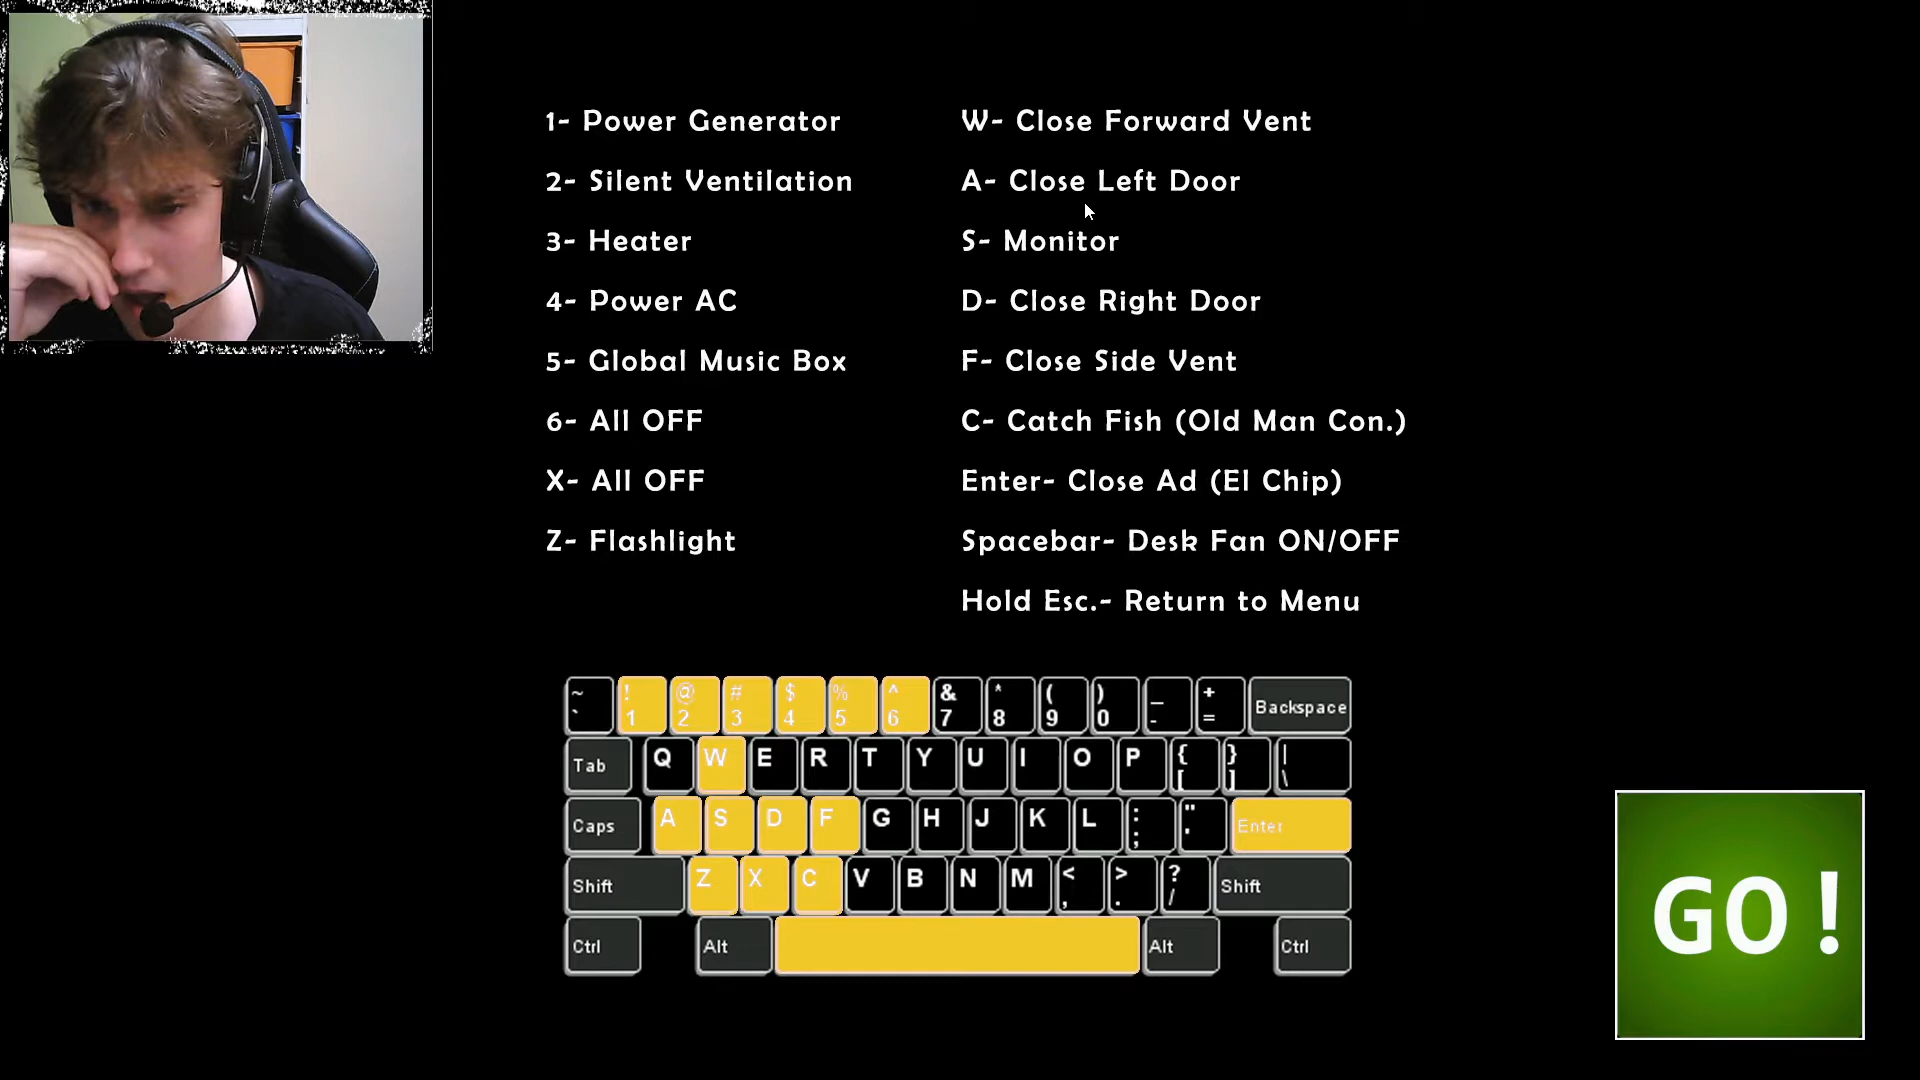 1- Power Generator
2- Silent Ventilation
3- Heater
4- Power AC
5- Global Music Box
6- All OFF
X- All OFF
Z- Flashlight
W- Close Forward Vent
A- Close Left Door
S- Monitor
D- Close Right Door
F- Close Side Vent
C- Catch Fish (Old Man Con.)
Enter- Close Ad (El Chip)
Spacebar- Desk Fan ON/OFF
Hold Esc.- Return to Menu
~ ! @ # $ % ^ & * ( ) _ +
` 1 2 3 4 5 6 7 8 9 0 - = Backspace
Tab Q W E R T Y U I O P { } |
[ ] \
Caps A S D F G H J K L : " Enter
; '
Shift Z X C V B N M < > ? Shift
, . /
Ctrl Alt Alt Ctrl
GO!